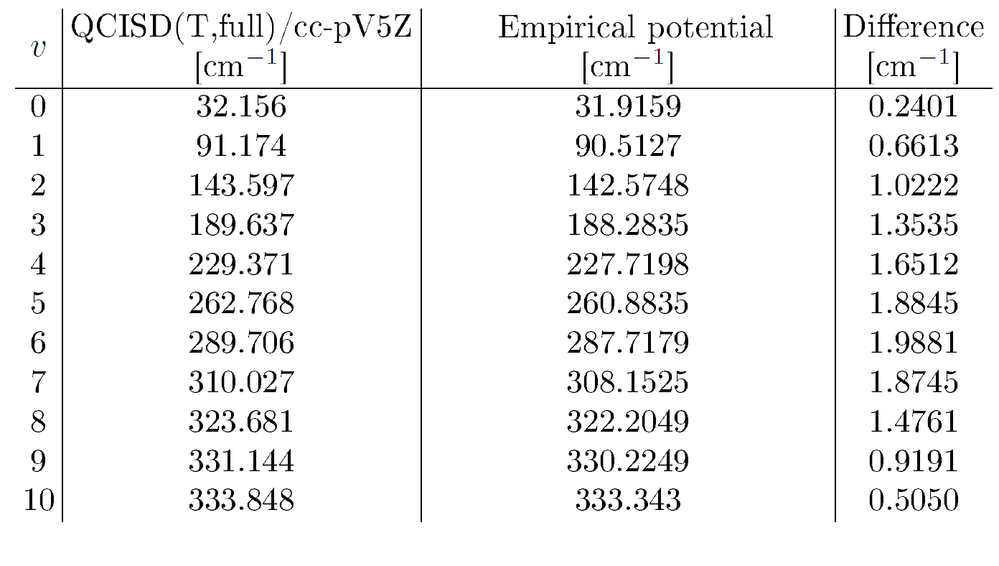 v QCISD(T,full)/cc-pV5Z Empirical potential Difference
[cm−1] [cm−1] [cm−1]
0 32.156 31.9159 0.2401
1 91.174 90.5127 0.6613
2 143.597 142.5748 1.0222
3 189.637 188.2835 1.3535
4 229.371 227.7198 1.6512
5 262.768 260.8835 1.8845
6 289.706 287.7179 1.9881
7 310.027 308.1525 1.8745
8 323.681 322.2049 1.4761
9 331.144 330.2249 0.9191
10 333.848 333.343 0.5050